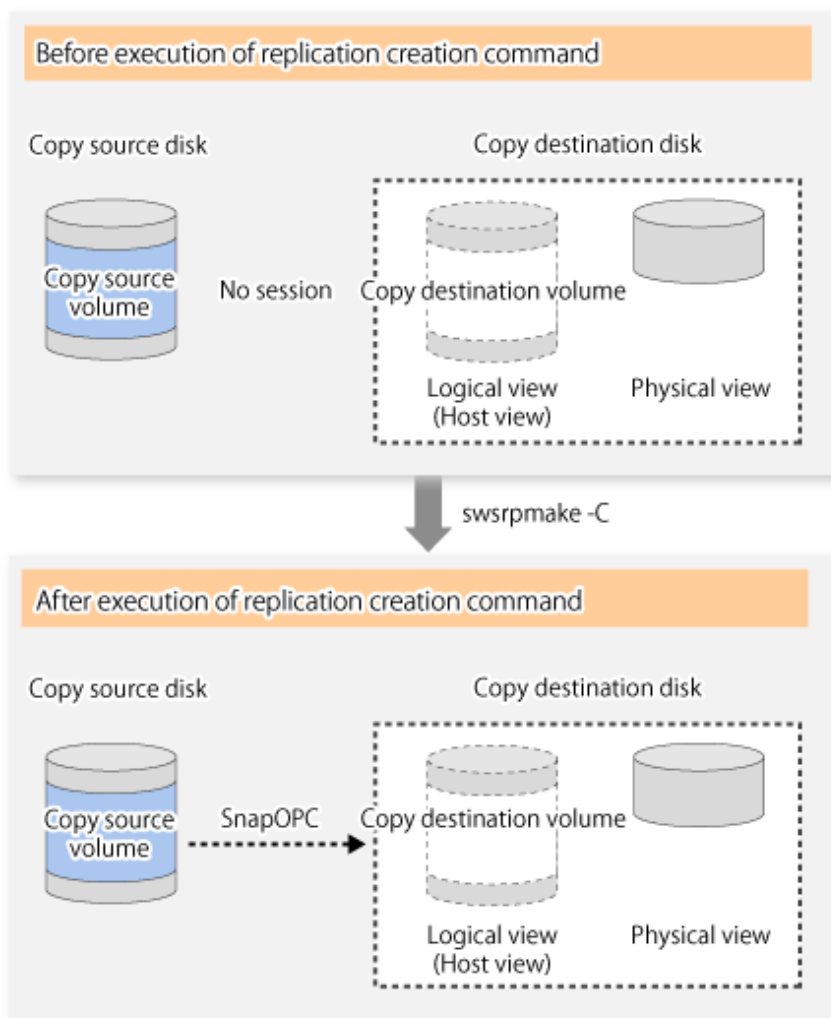 Before execution of replication creation command
Copy source disk
Copy destination disk
Copy source
volume
No session
Copy destination volume
Logical view
(Host view)
Physical view
swsrpmake -C
After execution of replication creation command
Copy source disk
Copy destination disk
Copy source
volume
SnapOPC
Copy destination volume
Logical view
(Host view)
Physical view